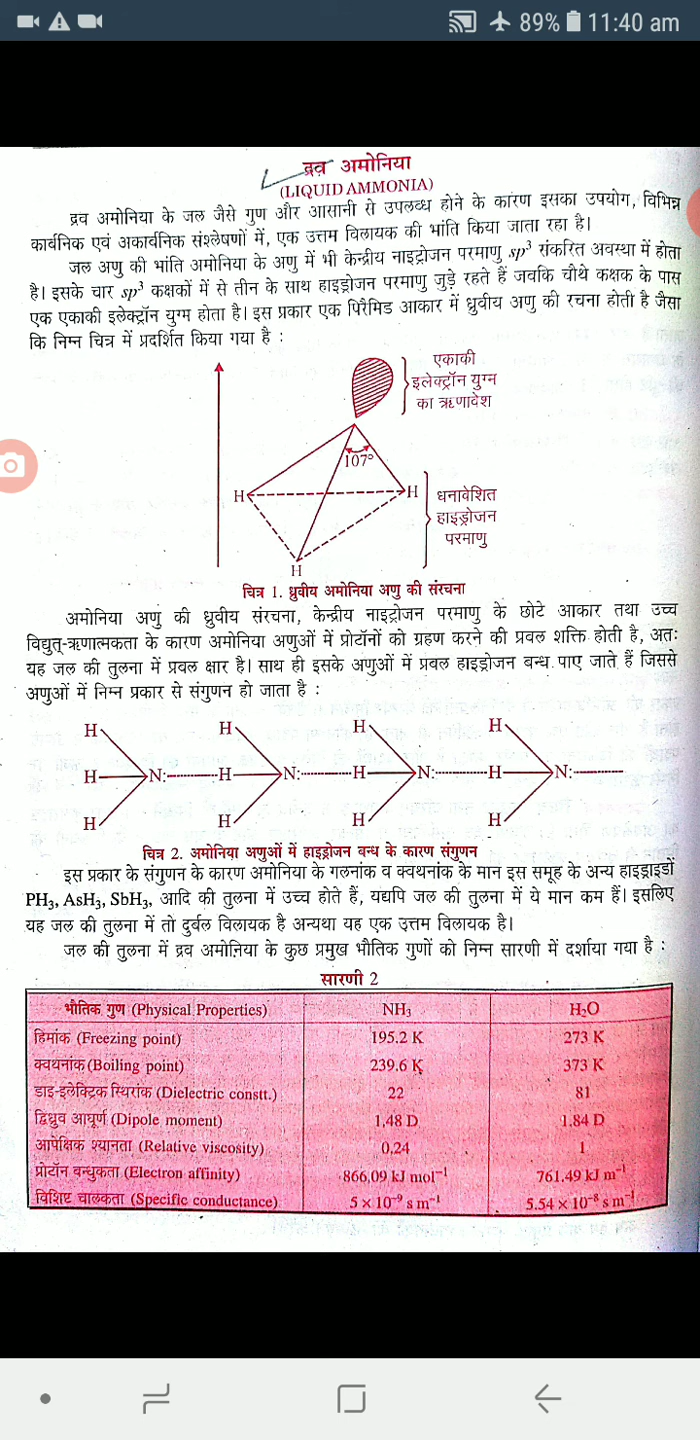 89% 11:40 am
द्रव अमोनिया
(LIQUID AMMONIA)
द्रव अमोनिया के जल जैसे गुण और आसानी से उपलब्ध होने के कारण इसका उपयोग, विभिन्न
कार्बनिक एवं अकार्बनिक संश्लेषणों में, एक उत्तम विलायक की भांति किया जाता रहा है।
जल अणु की भांति अमोनिया के अणु में भी केन्द्रीय नाइट्रोजन परमाणु sp³ संकरित अवस्था में होता
है। इसके चार sp³ कक्षकों में से तीन के साथ हाइड्रोजन परमाणु जुड़े रहते हैं जबकि चौथे कक्षक के पास
एक एकाकी इलेक्ट्रॉन युग्म होता है। इस प्रकार एक पिरैमिड आकार में ध्रुवीय अणु की रचना होती है जैसा
कि निम्न चित्र में प्रदर्शित किया गया है :
एकाकी
इलेक्ट्रॉन युग्न
का ऋणावेश
107°
H H
धनावेशित
हाइड्रोजन
परमाणु
H
चित्र 1. ध्रुवीय अमोनिया अणु की संरचना
अमोनिया अणु की ध्रुवीय संरचना, केन्द्रीय नाइट्रोजन परमाणु के छोटे आकार तथा उच्च
विद्युत्-ऋणात्मकता के कारण अमोनिया अणुओं में प्रोटॉनों को ग्रहण करने की प्रबल शक्ति होती है, अतः
यह जल की तुलना में प्रबल क्षार है। साथ ही इसके अणुओं में प्रबल हाइड्रोजन बन्ध पाए जाते हैं जिससे
अणुओं में निम्न प्रकार से संगुणन हो जाता है :
H H H H
H N: H N: H N: H N:
H H H H
चित्र 2. अमोनिया अणुओं में हाइड्रोजन बन्ध के कारण संगुणन
इस प्रकार के संगुणन के कारण अमोनिया के गलनांक व क्वथनांक के मान इस समूह के अन्य हाइड्राइडों
PH₃, AsH₃, SbH₃, आदि की तुलना में उच्च होते हैं, यद्यपि जल की तुलना में ये मान कम हैं। इसलिए
यह जल की तुलना में तो दुर्बल विलायक है अन्यथा यह एक उत्तम विलायक है।
जल की तुलना में द्रव अमोनिया के कुछ प्रमुख भौतिक गुणों को निम्न सारणी में दर्शाया गया है :
सारणी 2
भौतिक गुण (Physical Properties) NH₃ H₂O
हिमांक (Freezing point) 195.2 K 273 K
क्वथनांक (Boiling point) 239.6 K 373 K
डाइ-इलेक्ट्रिक स्थिरांक (Dielectric constt.) 22 81
द्विध्रुव आघूर्ण (Dipole moment) 1.48 D 1.84 D
आपेक्षिक श्यानता (Relative viscosity) 0.24 1
प्रोटॉन बन्धुकता (Electron affinity) 866.09 kJ mol⁻¹ 761.49 kJ m⁻¹
विशिष्ट चालकता (Specific conductance) 5 × 10⁻⁹ s m⁻¹ 5.54 × 10⁻⁸ s m⁻¹